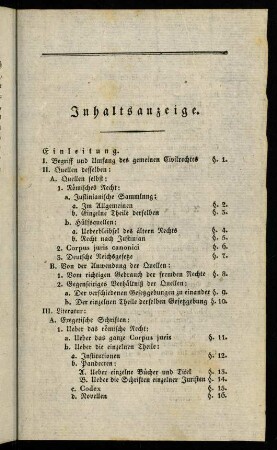 Inhaltsanzeige.
Einleitung.
I. Begriff und Umfang des gemeinen Civilrechts §. 1.
II. Quellen desselben:
A. Quellen selbst:
1. Römisches Recht:
a. Justinianische Sammlung:
a. Im Allgemeinen §. 2.
b. Einzelne Theile derselben §. 3.
b. Hülfsquellen:
a. Ueberbleibsel des ältern Rechts §. 4.
b. Recht nach Justinian §. 5.
2. Corpus juris canonici §. 6.
3. Deutsche Reichsgesetze §. 7.
B. Von der Anwendung der Quellen:
1. Vom richtigen Gebrauch der fremden Rechte §. 8.
2. Gegenseitiges Verhältniß der Quellen:
a. Der verschiedenen Gesetzgebungen zu einander §. 9.
b. Der einzelnen Theile derselben Gesetzgebung §. 10.
III. Literatur:
A. Exegetische Schriften:
1. Ueber das römische Recht:
a. Ueber das ganze Corpus juris §. 11.
b. Ueber die einzelnen Theile:
a. Institutionen §. 12.
b. Pandecten:
A. Ueber einzelne Bücher und Titel §. 13.
B. Ueber die Schriften einzelner Juristen §. 14.
c. Codex §. 15.
d. Novellen §. 16.